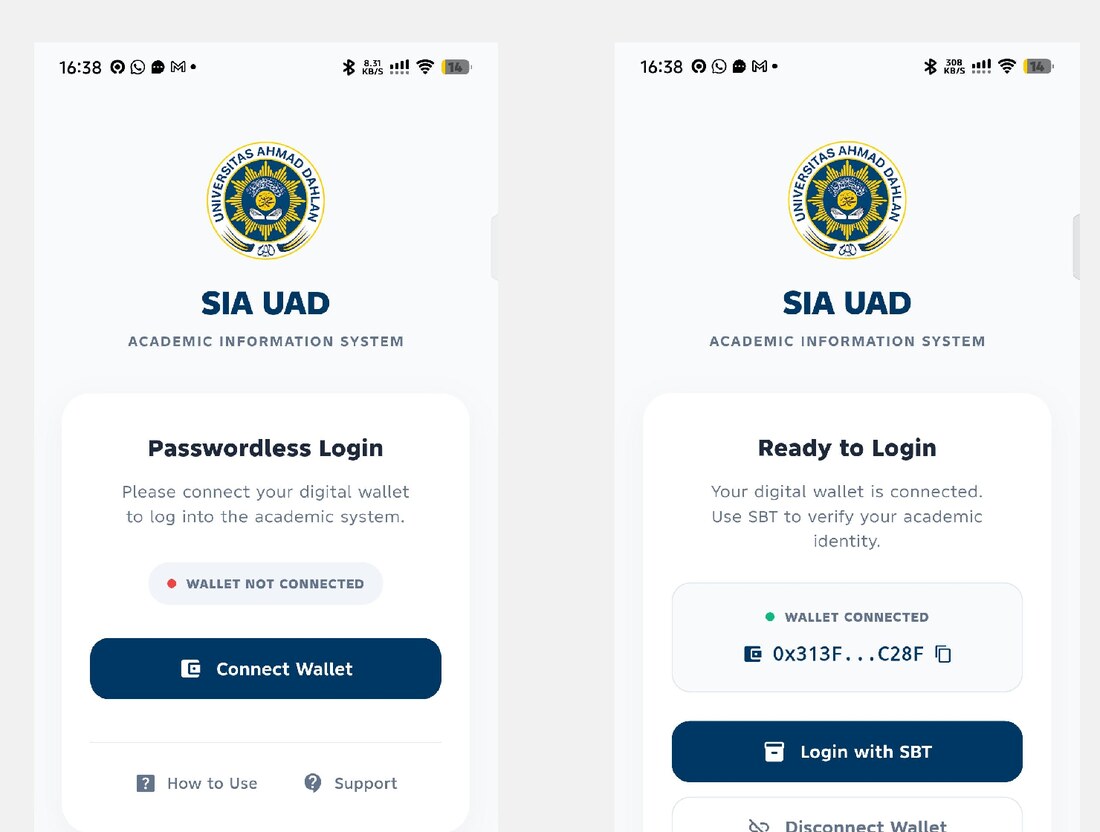 16:38
8.31
KB/S
14
UNIVERSITAS AHMAD DAHLAN
SIA UAD
ACADEMIC INFORMATION SYSTEM
Passwordless Login
Please connect your digital wallet
to log into the academic system.
WALLET NOT CONNECTED
Connect Wallet
How to Use
Support
16:38
308
KB/S
14
UNIVERSITAS AHMAD DAHLAN
SIA UAD
ACADEMIC INFORMATION SYSTEM
Ready to Login
Your digital wallet is connected.
Use SBT to verify your academic
identity.
WALLET CONNECTED
0x313F...C28F
Login with SBT
Disconnect Wallet